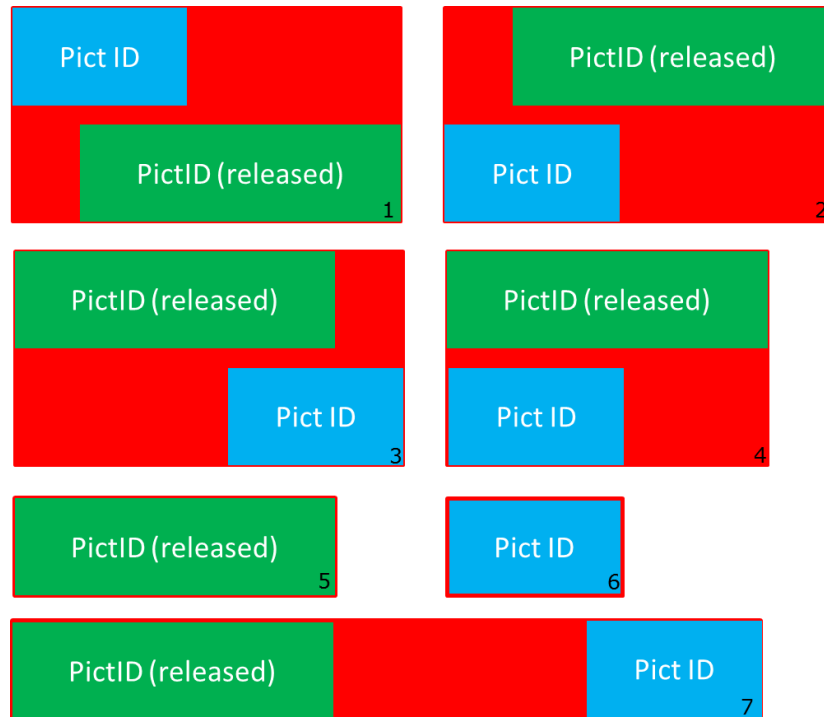 Pict ID
PictID (released)
1
PictID (released)
Pict ID
2
PictID (released)
Pict ID
3
PictID (released)
Pict ID
4
PictID (released)
5
Pict ID
6
PictID (released)
Pict ID
7